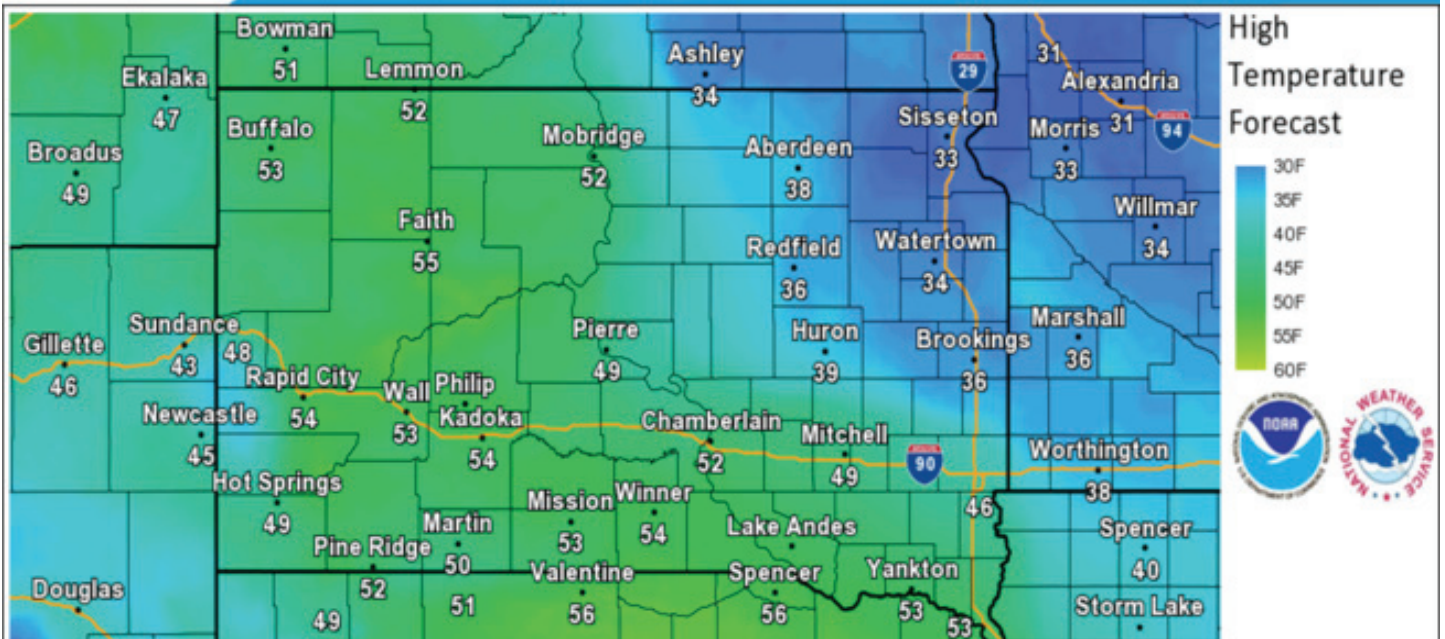 High
Temperature
Forecast
30F
35F
40F
45F
50F
55F
60F
NOAA
NATIONAL WEATHER SERVICE
Bowman
51
Lemmon
52
Ashley
34
29
31
Alexandria
31
94
Ekalaka
47
Buffalo
53
Mobridge
52
Aberdeen
38
Sisseton
33
Morris
33
Broadus
49
Faith
55
Redfield
36
Watertown
34
Willmar
34
Gillette
46
Sundance
43
48
Pierre
49
Huron
39
Brookings
36
Marshall
36
Rapid City
54
Wall
53
Philip
Kadoka
54
Newcastle
45
Chamberlain
52
Mitchell
49
90
Worthington
38
46
Hot Springs
49
Mission
53
Winner
54
Martin
50
Lake Andes
Spencer
40
Pine Ridge
52
Valentine
56
Spencer
56
Yankton
53
Douglas
49
51
53
Storm Lake